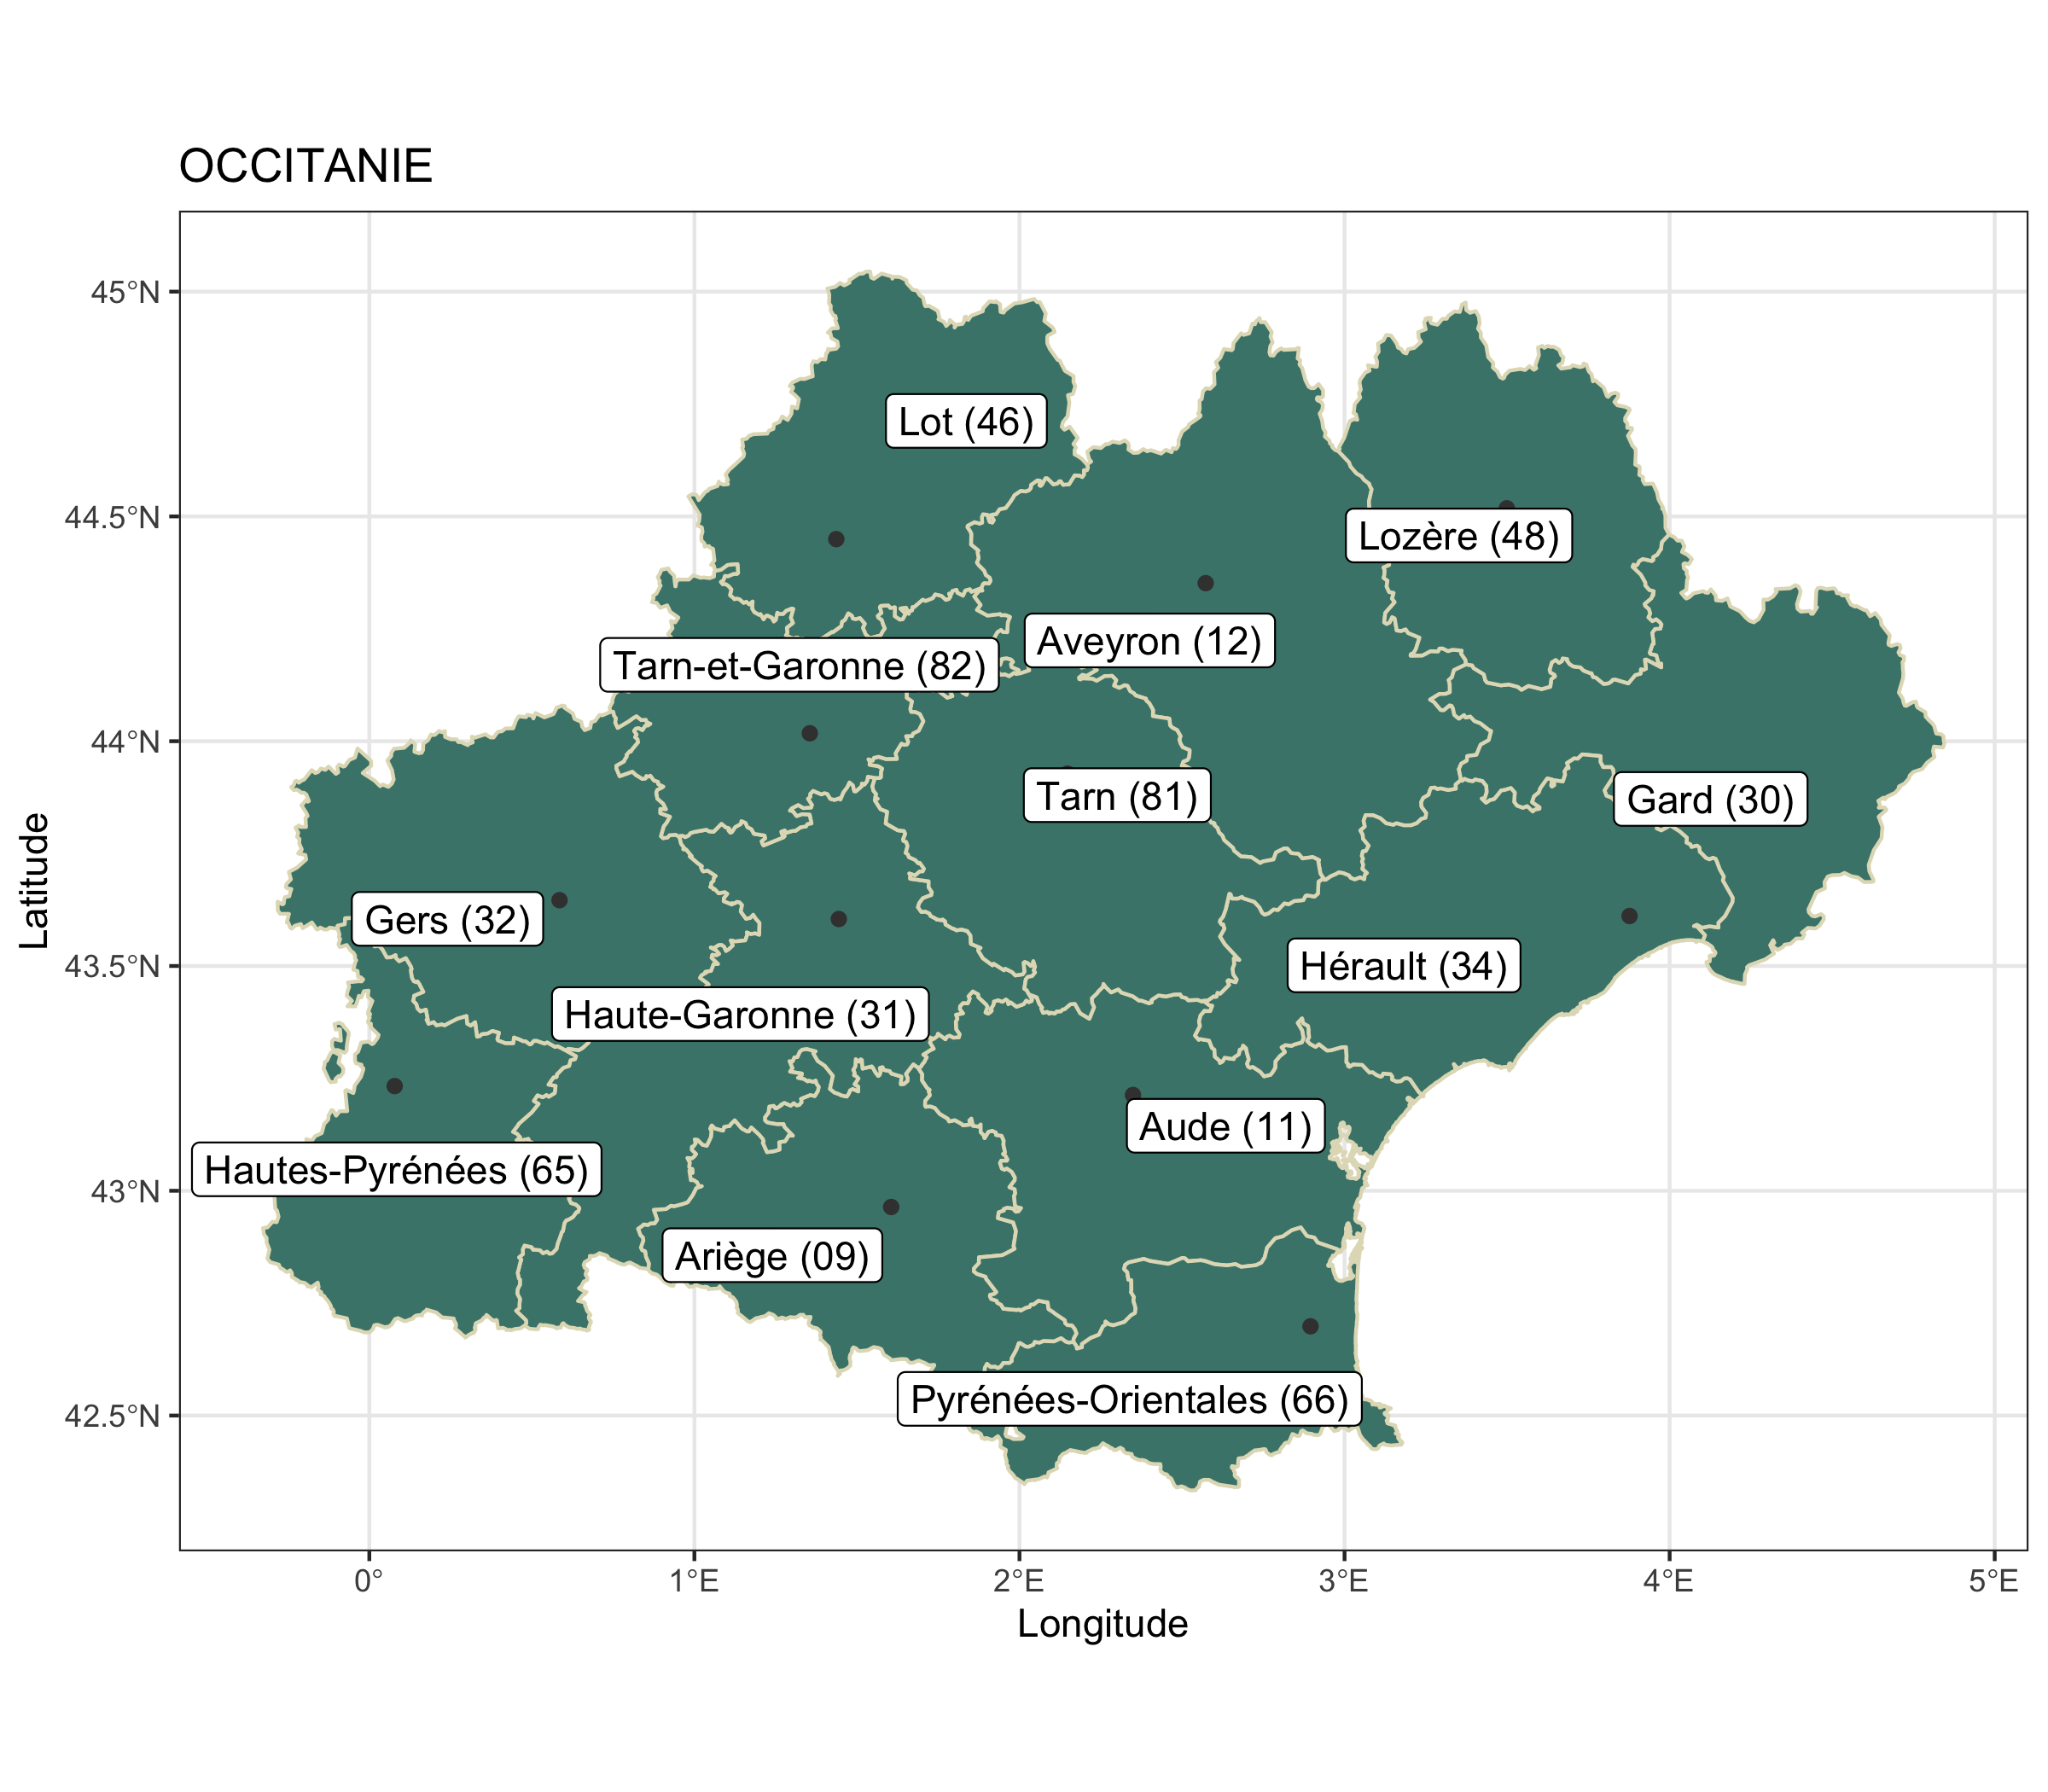 OCCITANIE
45°N
44.5°N
44°N
43.5°N
43°N
42.5°N
Latitude
Lot (46)
Lozère (48)
Aveyron (12)
Tarn-et-Garonne (82)
Tarn (81)
Gard (30)
Gers (32)
Hérault (34)
Haute-Garonne (31)
Aude (11)
Hautes-Pyrénées (65)
Ariège (09)
Pyrénées-Orientales (66)
0°
1°E
2°E
3°E
4°E
5°E
Longitude